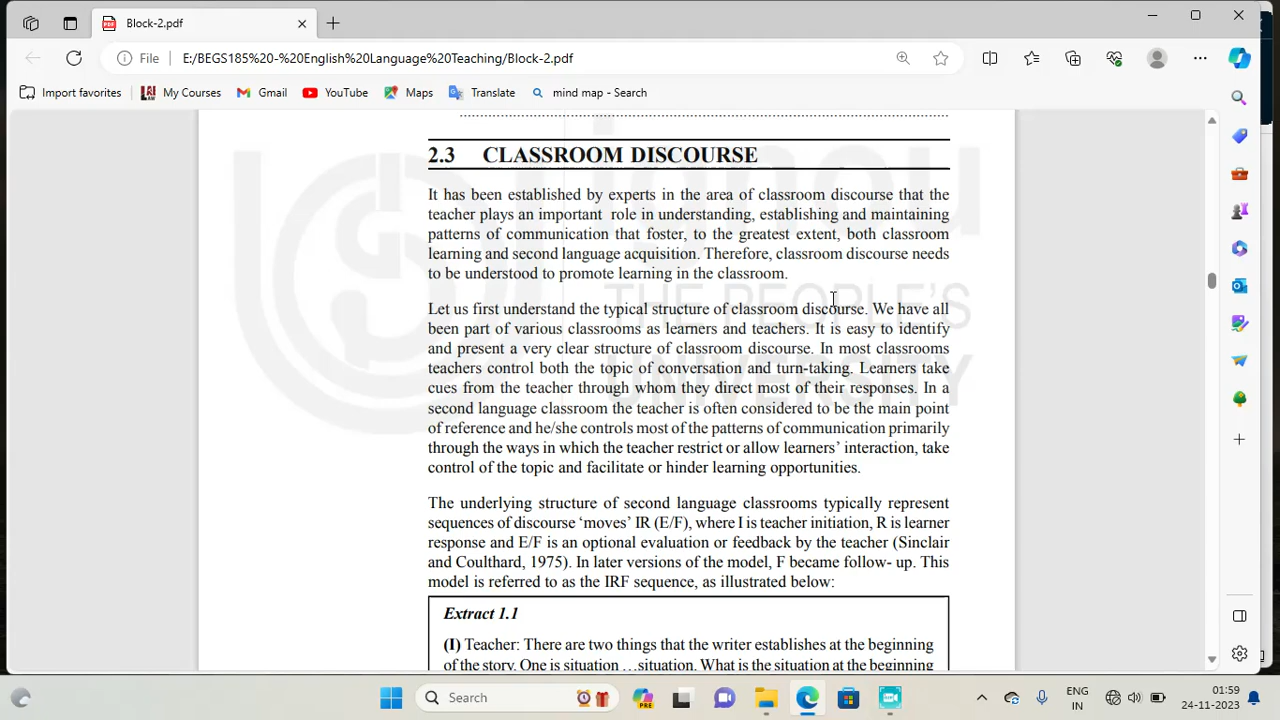 Block-2.pdf
File E:/BEGS185%20-%20English%20Language%20Teaching/Block-2.pdf
Import favorites My Courses Gmail YouTube Maps Translate mind map - Search
2.3 CLASSROOM DISCOURSE
It has been established by experts in the area of classroom discourse that the
teacher plays an important role in understanding, establishing and maintaining
patterns of communication that foster, to the greatest extent, both classroom
learning and second language acquisition. Therefore, classroom discourse needs
to be understood to promote learning in the classroom.
Let us first understand the typical structure of classroom discourse. We have all
been part of various classrooms as learners and teachers. It is easy to identify
and present a very clear structure of classroom discourse. In most classrooms
teachers control both the topic of conversation and turn-taking. Learners take
cues from the teacher through whom they direct most of their responses. In a
second language classroom the teacher is often considered to be the main point
of reference and he/she controls most of the patterns of communication primarily
through the ways in which the teacher restrict or allow learners' interaction, take
control of the topic and facilitate or hinder learning opportunities.
The underlying structure of second language classrooms typically represent
sequences of discourse 'moves' IR (E/F), where I is teacher initiation, R is learner
response and E/F is an optional evaluation or feedback by the teacher (Sinclair
and Coulthard, 1975). In later versions of the model, F became follow- up. This
model is referred to as the IRF sequence, as illustrated below:
Extract 1.1
(I) Teacher: There are two things that the writer establishes at the beginning
of the story. One is situation ...situation. What is the situation at the beginning
ignou
THE PEOPLE'S
UNIVERSITY
Search
PRE
ENG
IN
01:59
24-11-2023